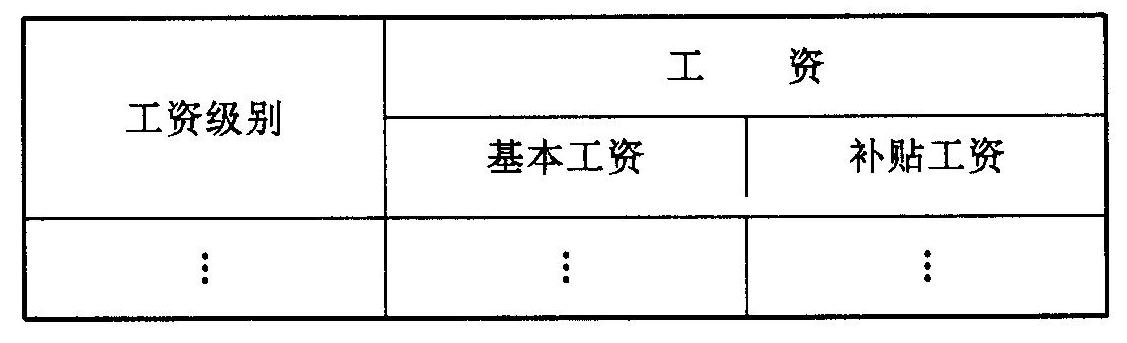 工资级别
工 资
基本工资 补贴工资
⋮ ⋮ ⋮